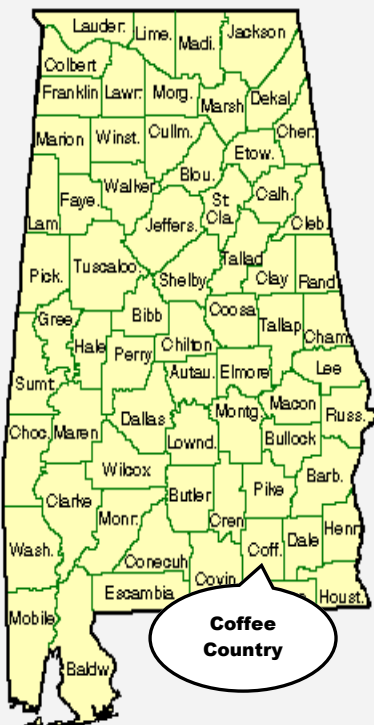 Lauder.
Lime.
Madi.
Jackson
Colbert
Franklin
Lawr.
Morg.
Marsh
Dekal.
Marion
Winst.
Cullm.
Cher.
Etow.
Blou.
Walker
Faye.
Lam.
Jeffers.
St.
Cla.
Calh.
Cleb.
Tallad
Pick.
Tuscaloo.
Shelby
Clay
Rand
Bibb
Coosa
Gree
Hale
Perry
Chilton
Tallap
Cham.
Sumt.
Autau.
Elmore
Lee
Macon
Dallas
Montg.
Russ.
Choc.
Maren
Lownd.
Bullock
Wilcox
Butler
Pike
Barb.
Clarke
Monr.
Cren
Henr
Wash.
Conecuh
Coff.
Dale
Escambia
Covin
Houst.
Mobile
Coffee
Country
Baldw